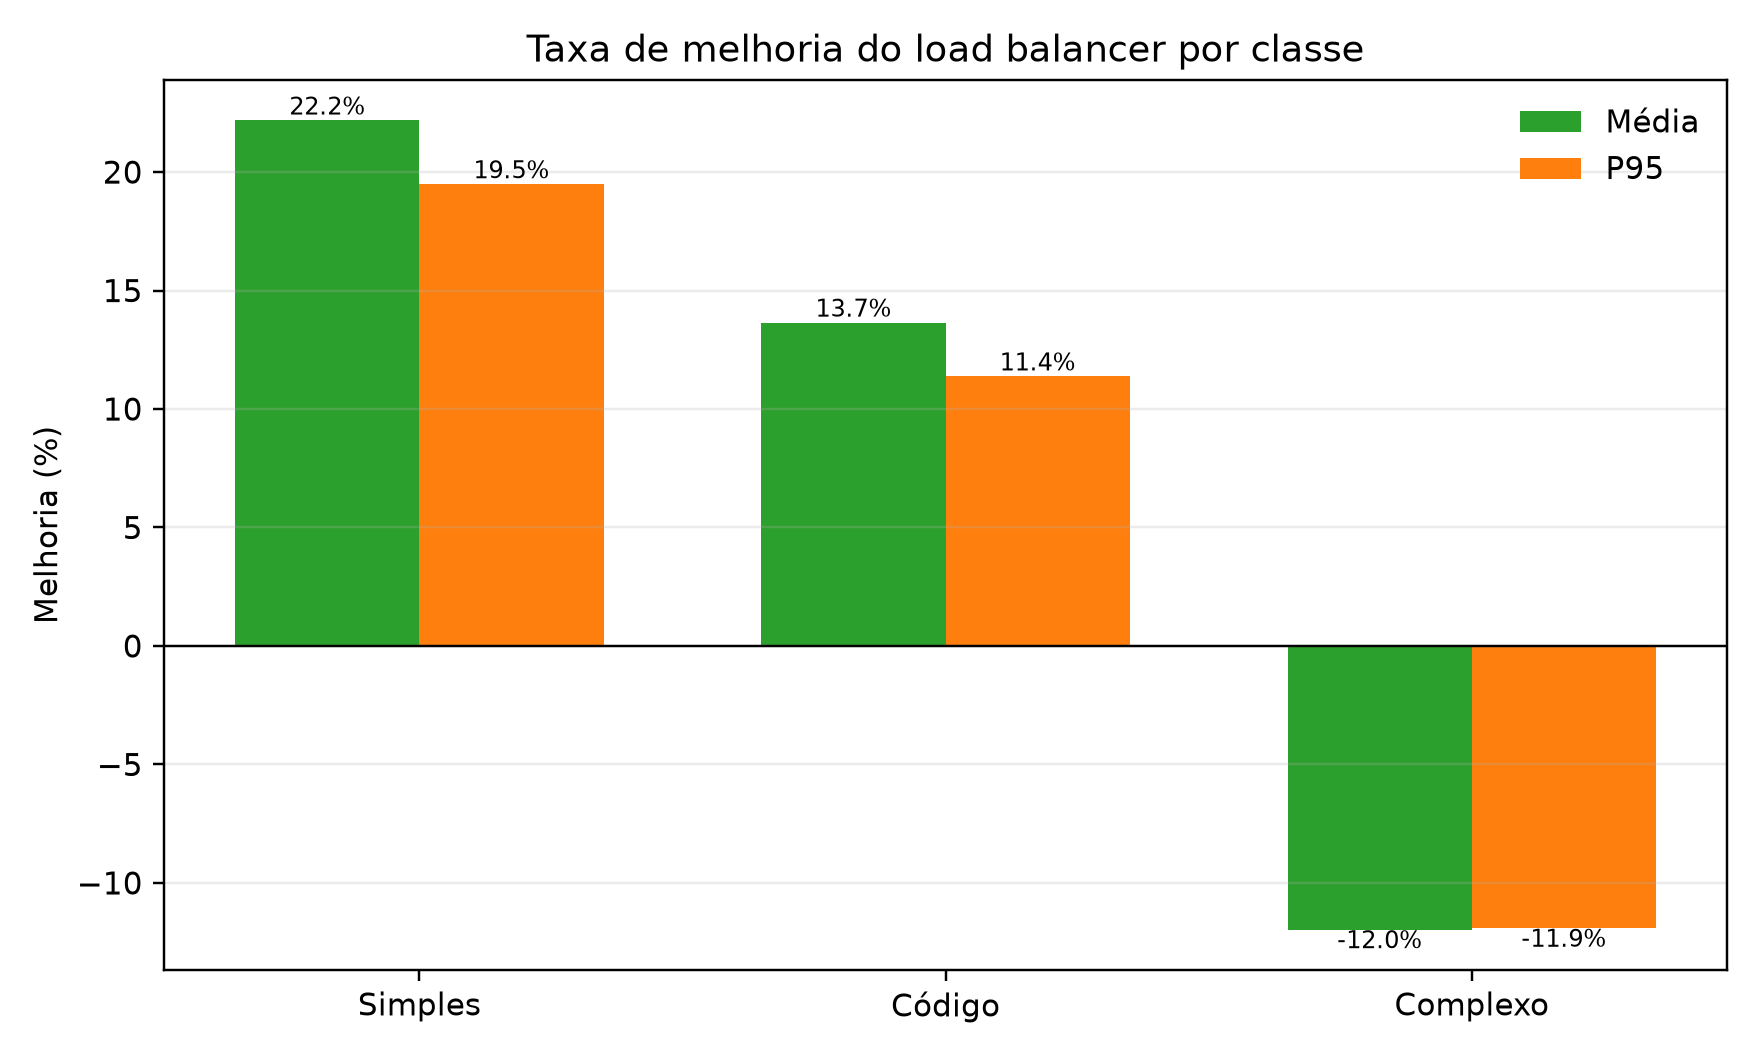 Taxa de melhoria do load balancer por classe
Média
P95
22.2%
19.5%
13.7%
11.4%
-12.0%
-11.9%
Melhoria (%)
20
15
10
5
0
−5
−10
Simples
Código
Complexo